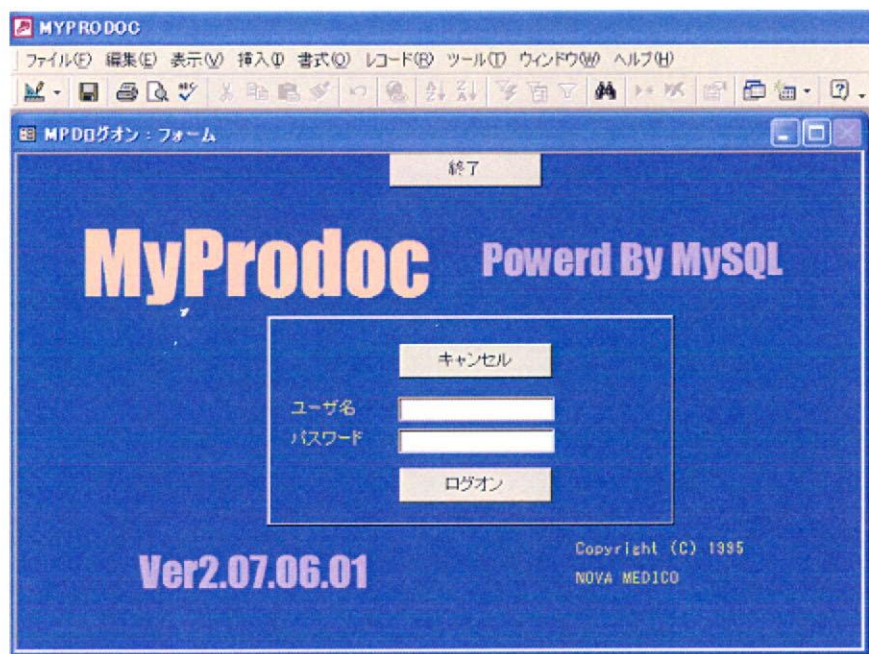 MYPRODOC
ファイル(F) 編集(E) 表示(V) 挿入(I) 書式(O) レコード(R) ツール(T) ウィンドウ(W) ヘルプ(H)
MPDログオン : フォーム
終了
MyProdoc
Powerd By MySQL
キャンセル
ユーザ名
パスワード
ログオン
Ver2.07.06.01
Copyright (C) 1995
NOVA MEDICO